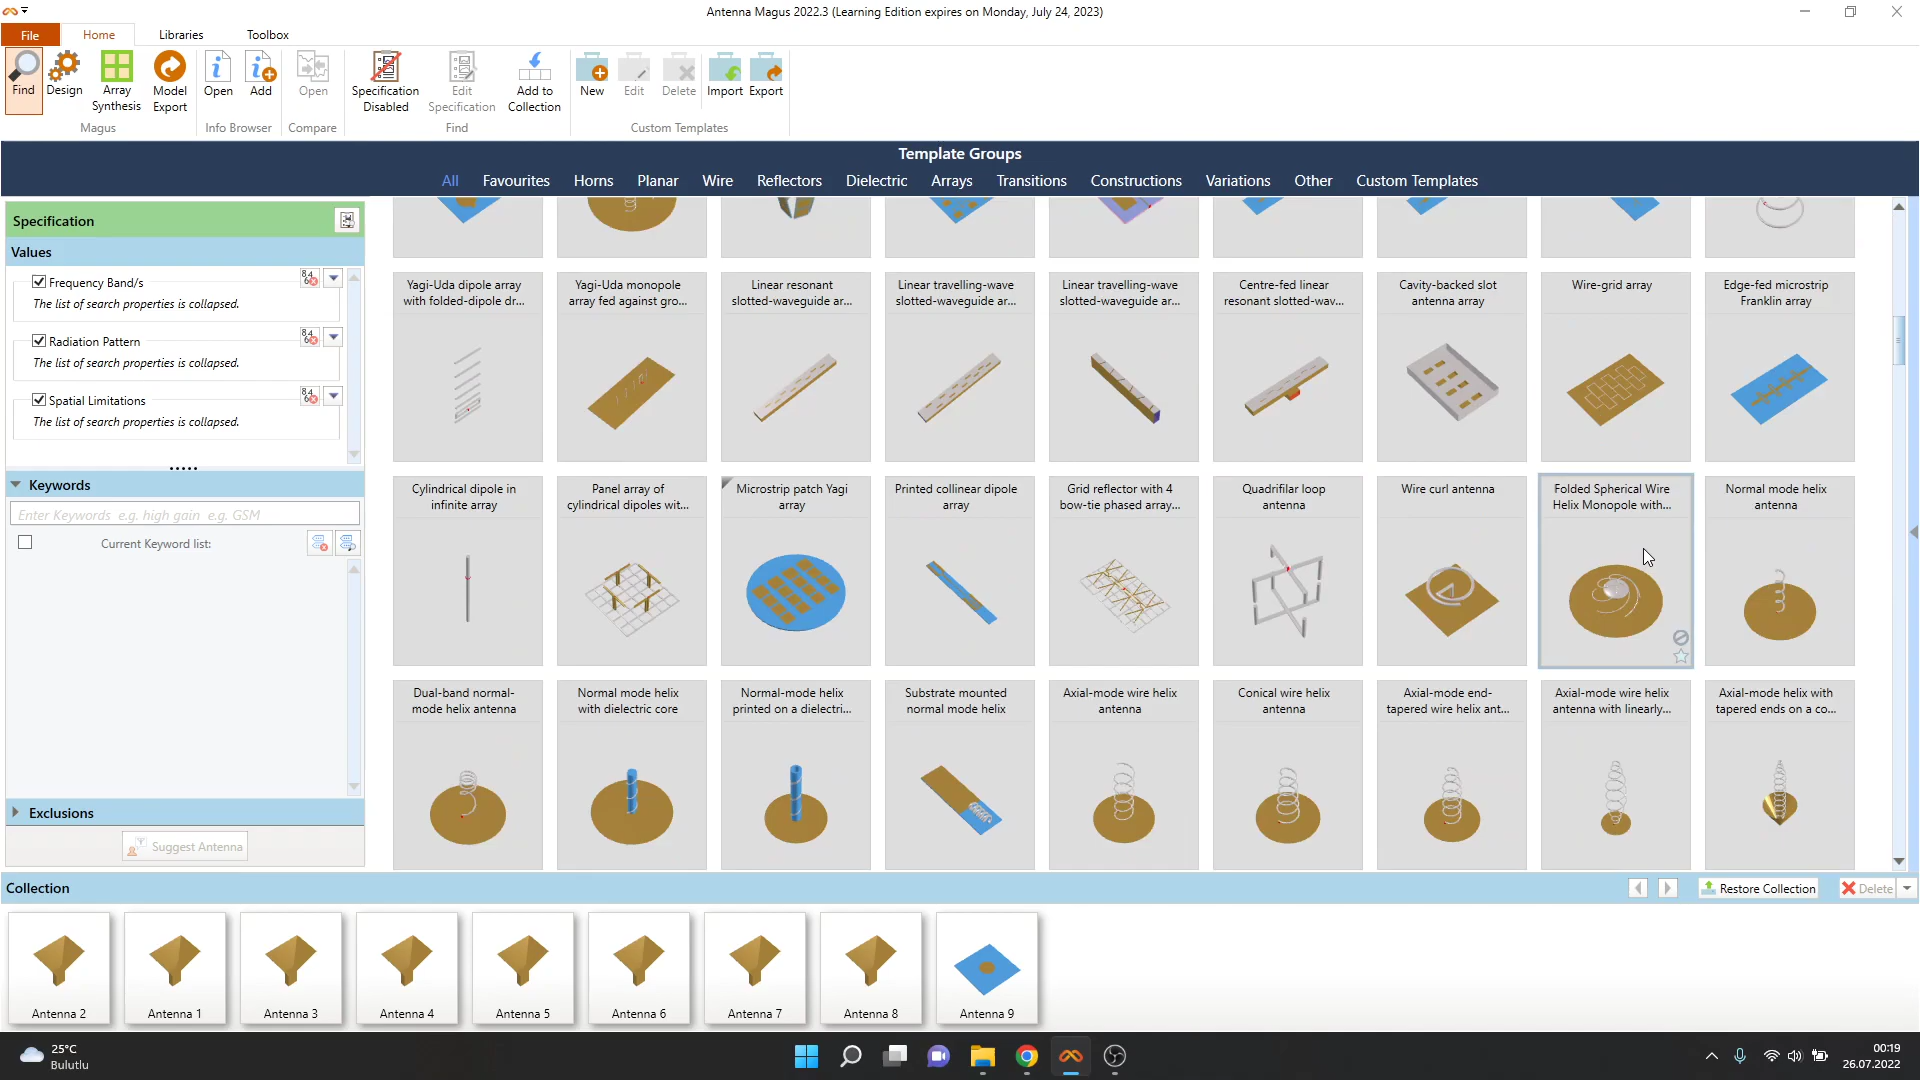 Antenna Magus 2022.3 (Learning Edition expires on Monday, July 24, 2023)
File
Home
Libraries
Toolbox
Find
Design
Array
Synthesis
Model
Export
Open
Add
Open
Specification
Disabled
Edit
Specification
Add to
Collection
New
Edit
Delete
Import
Export
Magus
Info Browser
Compare
Find
Custom Templates
Template Groups
All
Favourites
Horns
Planar
Wire
Reflectors
Dielectric
Arrays
Transitions
Constructions
Variations
Other
Custom Templates
Specification
Values
Frequency Band/s
The list of search properties is collapsed.
Radiation Pattern
The list of search properties is collapsed.
Spatial Limitations
The list of search properties is collapsed.
Keywords
Enter Keywords e.g. high gain e.g. GSM
Current Keyword list:
Exclusions
Suggest Antenna
Yagi-Uda dipole array
with folded-dipole dr...
Yagi-Uda monopole
array fed against gro...
Linear resonant
slotted-waveguide ar...
Linear travelling-wave
slotted-waveguide ar...
Linear travelling-wave
slotted-waveguide ar...
Centre-fed linear
resonant slotted-wav...
Cavity-backed slot
antenna array
Wire-grid array
Edge-fed microstrip
Franklin array
Cylindrical dipole in
infinite array
Panel array of
cylindrical dipoles wit...
Microstrip patch Yagi
array
Printed collinear dipole
array
Grid reflector with 4
bow-tie phased array...
Quadrifilar loop
antenna
Wire curl antenna
Folded Spherical Wire
Helix Monopole with...
Normal mode helix
antenna
Dual-band normal-
mode helix antenna
Normal mode helix
with dielectric core
Normal-mode helix
printed on a dielectri...
Substrate mounted
normal mode helix
Axial-mode wire helix
antenna
Conical wire helix
antenna
Axial-mode end-
tapered wire helix ant...
Axial-mode wire helix
antenna with linearly...
Axial-mode helix with
tapered ends on a co...
Collection
Restore Collection
Delete
Antenna 2
Antenna 1
Antenna 3
Antenna 4
Antenna 5
Antenna 6
Antenna 7
Antenna 8
Antenna 9
25°C
Bulutlu
00:19
26.07.2022